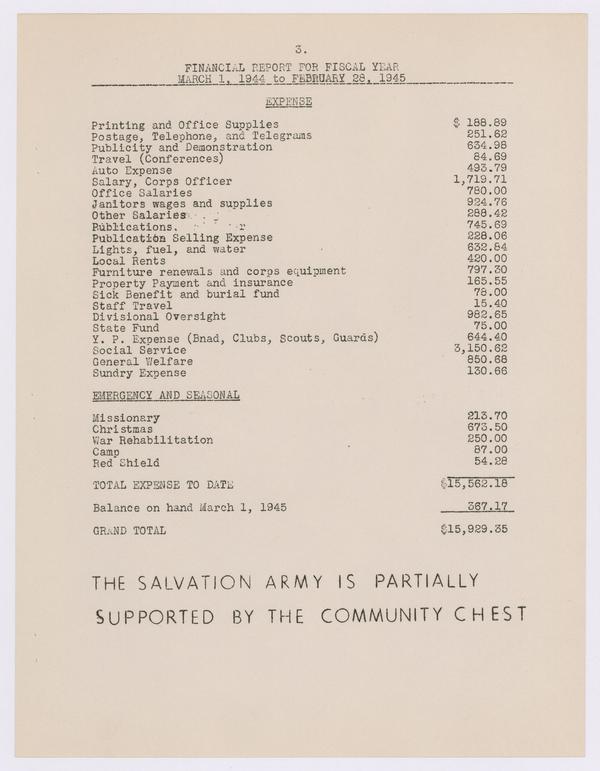 3.
FINANCIAL REPORT FOR FISCAL YEAR
MARCH 1, 1944 to FEBRUARY 28, 1945
EXPENSE
Printing and Office Supplies $ 188.89
Postage, Telephone, and Telegrams 251.62
Publicity and Demonstration 634.98
Travel (Conferences) 84.69
Auto Expense 493.79
Salary, Corps Officer 1,719.71
Office Salaries 780.00
Janitors wages and supplies 924.76
Other Salaries 288.42
Publications. 745.69
Publication Selling Expense 228.06
Lights, fuel, and water 632.84
Local Rents 420.00
Furniture renewals and corps equipment 797.30
Property Payment and insurance 165.55
Sick Benefit and burial fund 78.00
Staff Travel 15.40
Divisional Oversight 982.65
State Fund 75.00
Y. P. Expense (Bnad, Clubs, Scouts, Guards) 644.40
Social Service 3,150.62
General Welfare 850.68
Sundry Expense 130.66
EMERGENCY AND SEASONAL
Missionary 213.70
Christmas 673.50
War Rehabilitation 250.00
Camp 87.00
Red Shield 54.28
TOTAL EXPENSE TO DATE $15,562.18
Balance on hand March 1, 1945 367.17
GRAND TOTAL $15,929.35
THE SALVATION ARMY IS PARTIALLY
SUPPORTED BY THE COMMUNITY CHEST